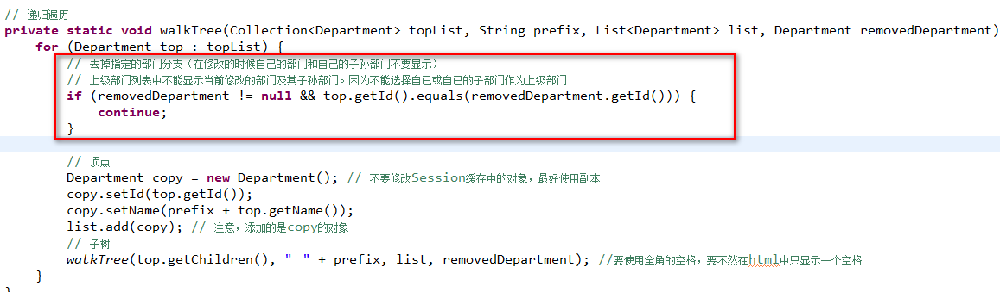 // 递归遍历
private static void walkTree(Collection<Department> topList, String prefix, List<Department> list, Department removedDepartment)
for (Department top : topList) {
// 去掉指定的部门分支（在修改的时候自己的部门和自己的子孙部门不要显示）
// 上级部门列表中不能显示当前修改的部门及其子孙部门。因为不能选择自已或自已的子部门作为上级部门
if (removedDepartment != null && top.getId().equals(removedDepartment.getId())) {
continue;
}
// 顶点
Department copy = new Department(); // 不要修改Session缓存中的对象，最好使用副本
copy.setId(top.getId());
copy.setName(prefix + top.getName());
list.add(copy); // 注意，添加的是copy的对象
// 子树
walkTree(top.getChildren(), "　" + prefix, list, removedDepartment); //要使用全角的空格，要不然在html中只显示一个空格
}
}